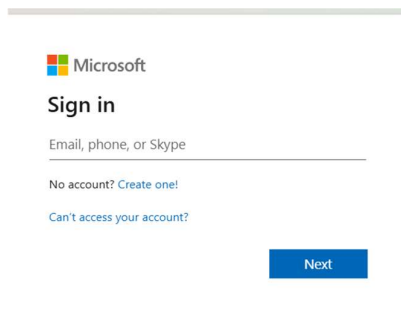 Microsoft
Sign in
Email, phone, or Skype
No account? Create one!
Can't access your account?
Next